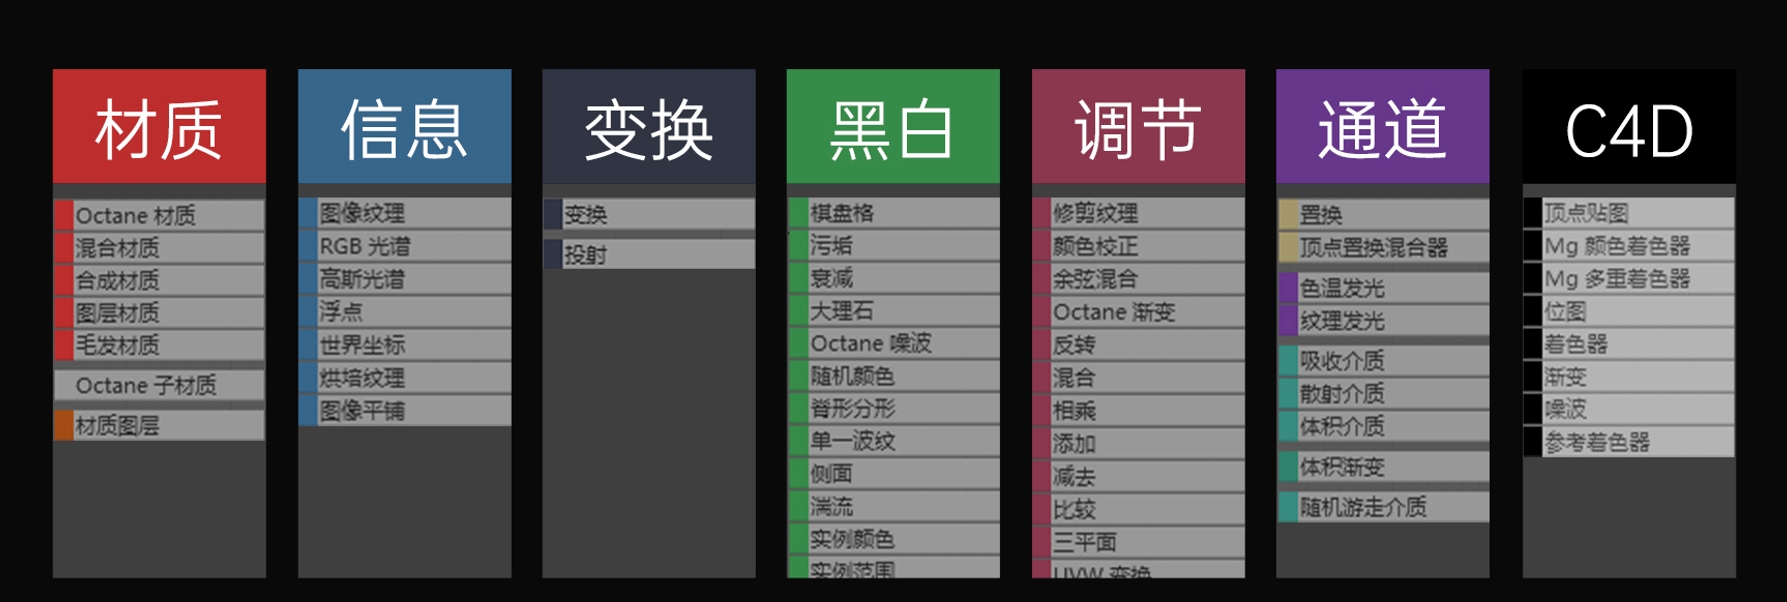 材质
Octane 材质
混合材质
合成材质
图层材质
毛发材质
Octane 子材质
材质图层
信息
图像纹理
RGB 光谱
高斯光谱
浮点
世界坐标
烘培纹理
图像平铺
变换
变换
投射
黑白
棋盘格
污垢
衰减
大理石
Octane 噪波
随机颜色
脊形分形
单一波纹
侧面
湍流
实例颜色
实例范围
调节
修剪纹理
颜色校正
余弦混合
Octane 渐变
反转
混合
相乘
添加
减去
比较
三平面
UVW 变换
通道
置换
顶点置换混合器
色温发光
纹理发光
吸收介质
散射介质
体积介质
体积渐变
随机游走介质
C4D
顶点贴图
Mg 颜色着色器
Mg 多重着色器
位图
着色器
渐变
噪波
参考着色器